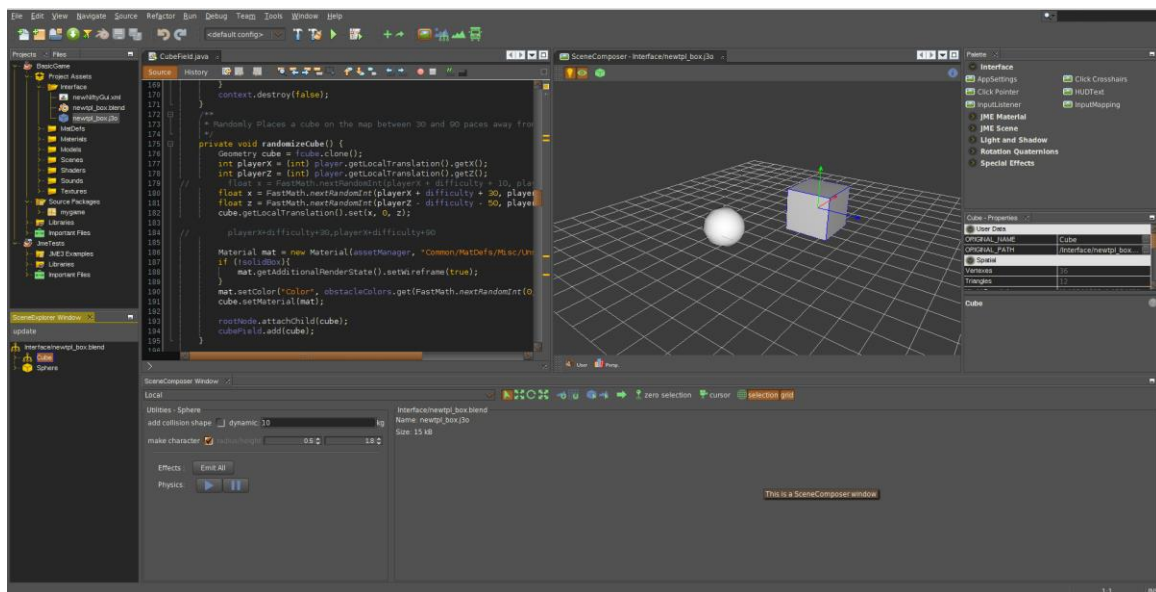 File Edit View Navigate Source Refactor Run Debug Team Tools Window Help
<default config>
Projects Files
BasicGame
Project Assets
Interface
newNiftyGui.xml
newtpl_box.blend
newtpl_box.j3o
MatDefs
Materials
Models
Scenes
Shaders
Sounds
Textures
Source Packages
mygame
Libraries
Important Files
JmeTests
JME3 Examples
Libraries
Important Files
SceneExplorer Window
update
Interface/newtpl_box.blend
Cube
Sphere
CubeField.java
Source History
169 }
170 context.destroy(false);
171 }
172 /**
173 * Randomly Places a cube on the map between 30 and 90 paces away from
174 */
175 private void randomizeCube() {
176 Geometry cube = fcube.clone();
177 int playerX = (int) player.getLocalTranslation().getX();
178 int playerZ = (int) player.getLocalTranslation().getZ();
179 // float x = FastMath.nextRandomInt(playerX + difficulty + 10,
180 float x = FastMath.nextRandomInt(playerX + difficulty + 30, player
181 float z = FastMath.nextRandomInt(playerZ - difficulty - 50, player
182 cube.getLocalTranslation().set(x, 0, z);
183
184 // playerX+difficulty+30,playerX+difficulty+90
185
186 Material mat = new Material(assetManager, "Common/MatDefs/Misc/
187 if (!solidBox){
188 mat.getAdditionalRenderState().setWireframe(true);
189 }
190 mat.setColor("Color", obstacleColors.get(FastMath.nextRandomInt(0
191 cube.setMaterial(mat);
192
193 rootNode.attachChild(cube);
194 cubeField.add(cube);
195 }
SceneComposer - Interface/newtpl_box.j3o
User Persp.
Palette
Interface
AppSettings Click Crosshairs
Click Pointer HUDText
InputListener InputMapping
JME Material
JME Scene
Light and Shadow
Rotation Quaternions
Special Effects
Cube - Properties
User Data
ORIGINAL_NAME Cube
ORIGINAL_PATH /Interface/newtpl_box...
Spatial
Vertexes 36
Triangles 12
Cube
SceneComposer Window
Local
zero selection cursor selection grid
Utilities - Sphere
add collision shape dynamic: 10 kg
make character radius/height 0.6 1.8
Effects : Emit All
Physics:
Interface/newtpl_box.blend
Name: newtpl_box.j3o
Size: 15 kB
This is a SceneComposer window
1:1